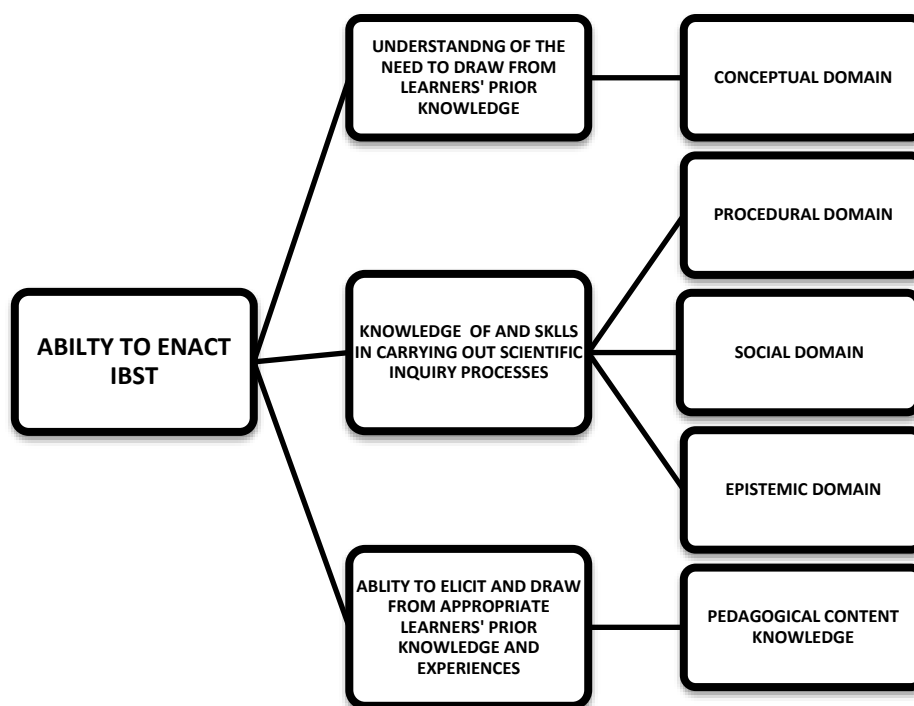 UNDERSTANDNG OF THE
NEED TO DRAW FROM
LEARNERS' PRIOR
KNOWLEDGE
CONCEPTUAL DOMAIN
PROCEDURAL DOMAIN
ABILTY TO ENACT
IBST
KNOWLEDGE OF AND SKLLS
IN CARRYING OUT SCIENTIFIC
INQUIRY PROCESSES
SOCIAL DOMAIN
EPISTEMIC DOMAIN
ABLITY TO ELICIT AND DRAW
FROM APPROPRIATE
LEARNERS' PRIOR
KNOWLEDGE AND
EXPERIENCES
PEDAGOGICAL CONTENT
KNOWLEDGE